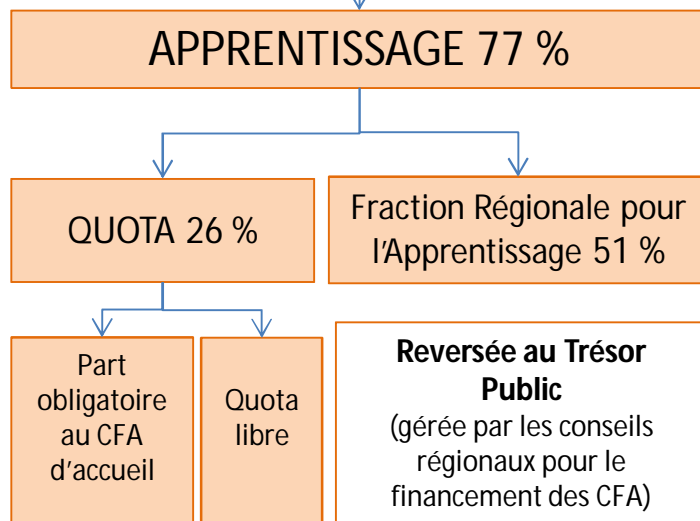 APPRENTISSAGE 77 %
QUOTA 26 %
Fraction Régionale pour
l'Apprentissage 51 %
Part
obligatoire
au CFA
d'accueil
Quota
libre
Reversée au Trésor
Public
(gérée par les conseils
régionaux pour le
financement des CFA)